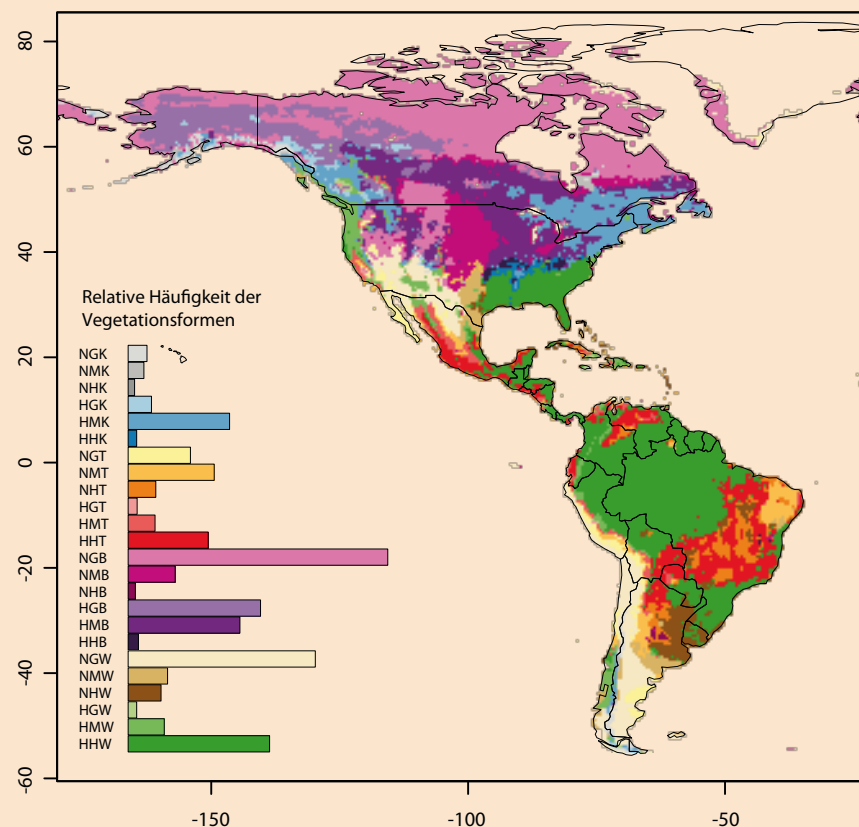 80
60
40
20
0
-20
-40
-60
Relative Häufigkeit der
Vegetationsformen
NGK
NMK
NHK
HGK
HMK
HHK
NGT
NMT
NHT
HGT
HMT
HHT
NGB
NMB
NHB
HGB
HMB
HHB
NGW
NMW
NHW
HGW
HMW
HHW
-150
-100
-50